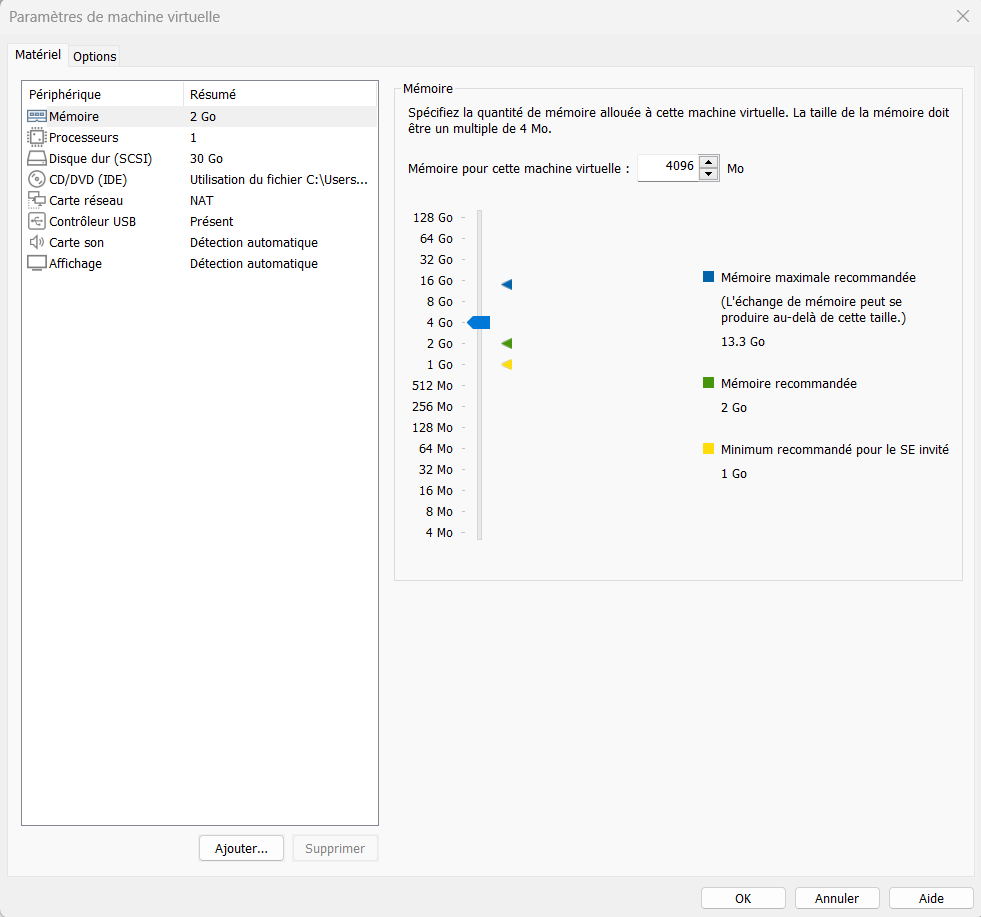 Paramètres de machine virtuelle
Matériel
Options
Périphérique Résumé
Mémoire 2 Go
Processeurs 1
Disque dur (SCSI) 30 Go
CD/DVD (IDE) Utilisation du fichier C:\Users...
Carte réseau NAT
Contrôleur USB Présent
Carte son Détection automatique
Affichage Détection automatique
Ajouter...
Supprimer
Mémoire
Spécifiez la quantité de mémoire allouée à cette machine virtuelle. La taille de la mémoire doit
être un multiple de 4 Mo.
Mémoire pour cette machine virtuelle : 4096 Mo
128 Go
64 Go
32 Go
16 Go
8 Go
4 Go
2 Go
1 Go
512 Mo
256 Mo
128 Mo
64 Mo
32 Mo
16 Mo
8 Mo
4 Mo
Mémoire maximale recommandée
(L'échange de mémoire peut se
produire au-delà de cette taille.)
13.3 Go
Mémoire recommandée
2 Go
Minimum recommandé pour le SE invité
1 Go
OK
Annuler
Aide